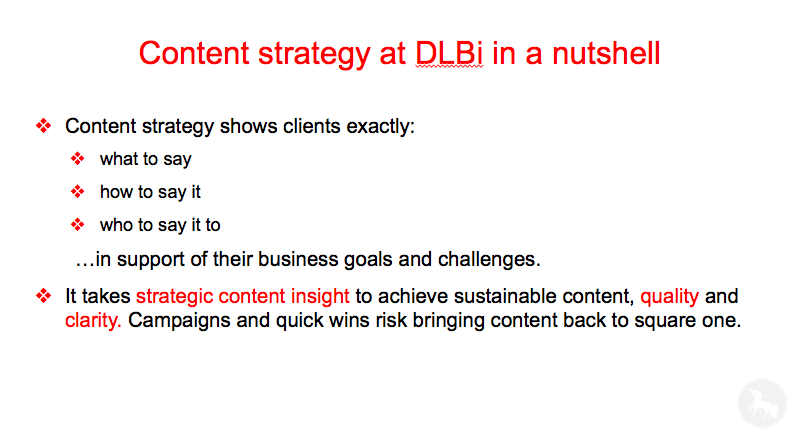 Content strategy at DLBi in a nutshell
❖ Content strategy shows clients exactly:
❖ what to say
❖ how to say it
❖ who to say it to
…in support of their business goals and challenges.
❖ It takes strategic content insight to achieve sustainable content, quality and
clarity. Campaigns and quick wins risk bringing content back to square one.